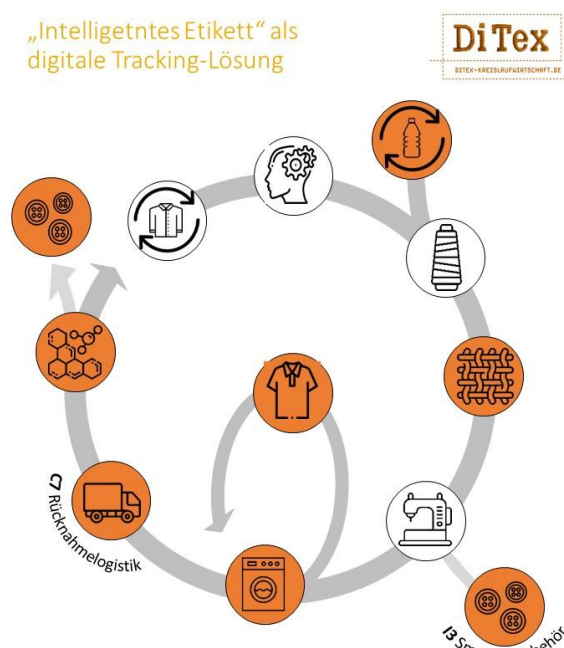 „Intelligetntes Etikett“ als
digitale Tracking-Lösung
DiTex
DITEX-KREISLAUFWIRTSCHAFT.DE
C7 Rücknahmelogistik
I3